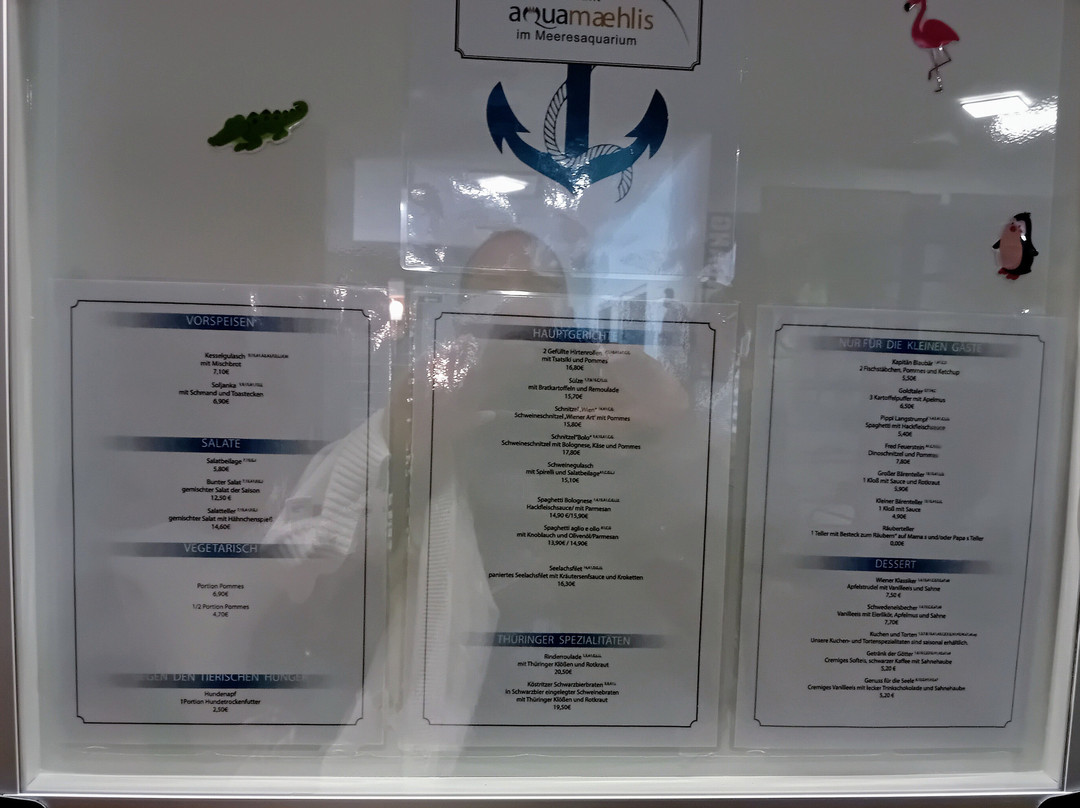 aquamæhlis
im Meeresaquarium
VORSPEISEN
Kesselgulasch
mit Mischbrot
7,10€
Soljanka
mit Schmand und Toastecken
6,90€
SALATE
Salatbeilage
5,80€
Bunter Salat
gemischter Salat der Saison
12,50 €
Salatteller
gemischter Salat mit Hähnchenspieß
14,60€
VEGETARISCH
Portion Pommes
6,90€
1/2 Portion Pommes
4,70€
GEN DEN TIERISCHEN HUNGER
Hundenapf
1Portion Hundetrockenfutter
2,50€
HAUPTGERICHTE
2 Gefüllte Hirtenrollen
mit Tsatsiki und Pommes
16,80€
Sülze
mit Bratkartoffeln und Remoulade
15,70€
Schnitzel „Wien“
Schweineschnitzel „Wiener Art“ mit Pommes
15,80€
Schnitzel"Bolo"
Schweineschnitzel mit Bolognese, Käse und Pommes
17,80€
Schweinegulasch
mit Spirelli und Salatbeilage
15,10€
Spaghetti Bolognese
Hackfleischsauce/ mit Parmesan
14,90 €/15,90€
Spaghetti aglio e olio
mit Knoblauch und Olivenöl/Parmesan
13,90€ / 14,90€
Seelachsfilet
paniertes Seelachsfilet mit Kräutersenfsauce und Kroketten
16,30€
THÜRINGER SPEZIALITÄTEN
Rinderroulade
mit Thüringer Klößen und Rotkraut
20,50€
Köstritzer Schwarzbierbraten
in Schwarzbier eingelegter Schweinebraten
mit Thüringer Klößen und Rotkraut
19,50€
NUR FÜR DIE KLEINEN GÄSTE
Kapitän Blaubär
2 Fischstäbchen, Pommes und Ketchup
5,50€
Goldtaler
3 Kartoffelpuffer mit Apfelmus
6,50€
Pippi Langstrumpf
Spaghetti mit Hackfleischsauce
5,40€
Fred Feuerstein
Dinoschnitzel und Pommes
7,80€
Großer Bärenteller
1 Kloß mit Sauce und Rotkraut
5,90€
Kleiner Bärenteller
1 Kloß mit Sauce
4,90€
Räuberteller
1 Teller mit Besteck zum Räubern“ auf Mama s und/oder Papa s Teller
0,00€
DESSERT
Wiener Klassiker
Apfelstrudel mit Vanilleeis und Sahne
7,50 €
Schwedeneisbecher
Vanilleeis mit Eierlikör, Apfelmus und Sahne
7,70€
Kuchen und Torten
Unsere Kuchen- und Tortenspezialitäten sind saisonal erhältlich.
Getränk der Götter
Cremiges Softeis, schwarzer Kaffee mit Sahnehaube
5,20 €
Genuss für die Seele
Cremiges Vanilleeis mit lecker Trinkschokolade und Sahnehaube
5,20 €